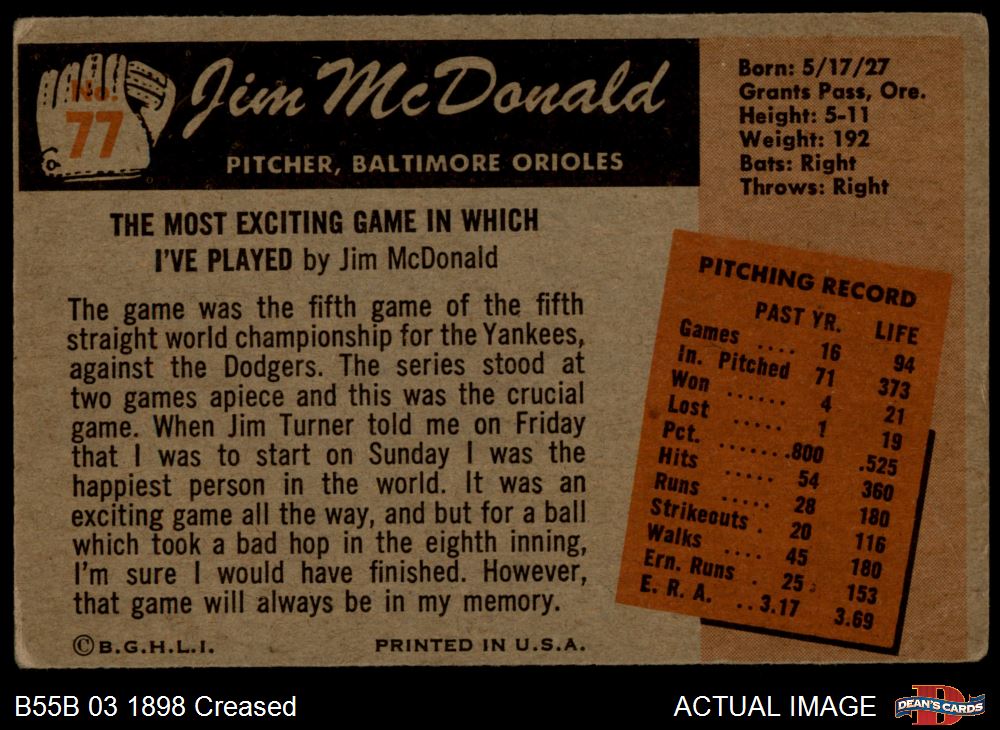 No.
77
Jim McDonald
PITCHER, BALTIMORE ORIOLES
Born: 5/17/27
Grants Pass, Ore.
Height: 5-11
Weight: 192
Bats: Right
Throws: Right
THE MOST EXCITING GAME IN WHICH
I'VE PLAYED by Jim McDonald
The game was the fifth game of the fifth
straight world championship for the Yankees,
against the Dodgers. The series stood at
two games apiece and this was the crucial
game. When Jim Turner told me on Friday
that I was to start on Sunday I was the
happiest person in the world. It was an
exciting game all the way, and but for a ball
which took a bad hop in the eighth inning,
I'm sure I would have finished. However,
that game will always be in my memory.
©B.G.H.L.I. PRINTED IN U.S.A.
PITCHING RECORD
PAST YR. LIFE
Games .... 16 94
In. Pitched 71 373
Won ...... 4 21
Lost ..... 1 19
Pct. .......800 .525
Hits ..... 54 360
Runs ..... 28 180
Strikeouts . 20 116
Walks .... 45 180
Ern. Runs . 25 153
E. R. A. ..3.17 3.69
B55B 03 1898 Creased
ACTUAL IMAGE
D
DEAN'S CARDS